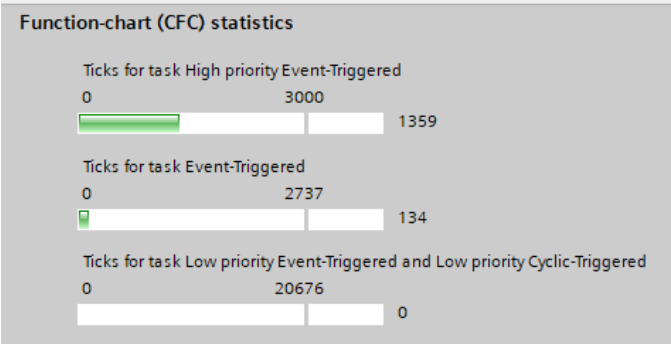 Function-chart (CFC) statistics
Ticks for task High priority Event-Triggered
0 3000
1359
Ticks for task Event-Triggered
0 2737
134
Ticks for task Low priority Event-Triggered and Low priority Cyclic-Triggered
0 20676
0